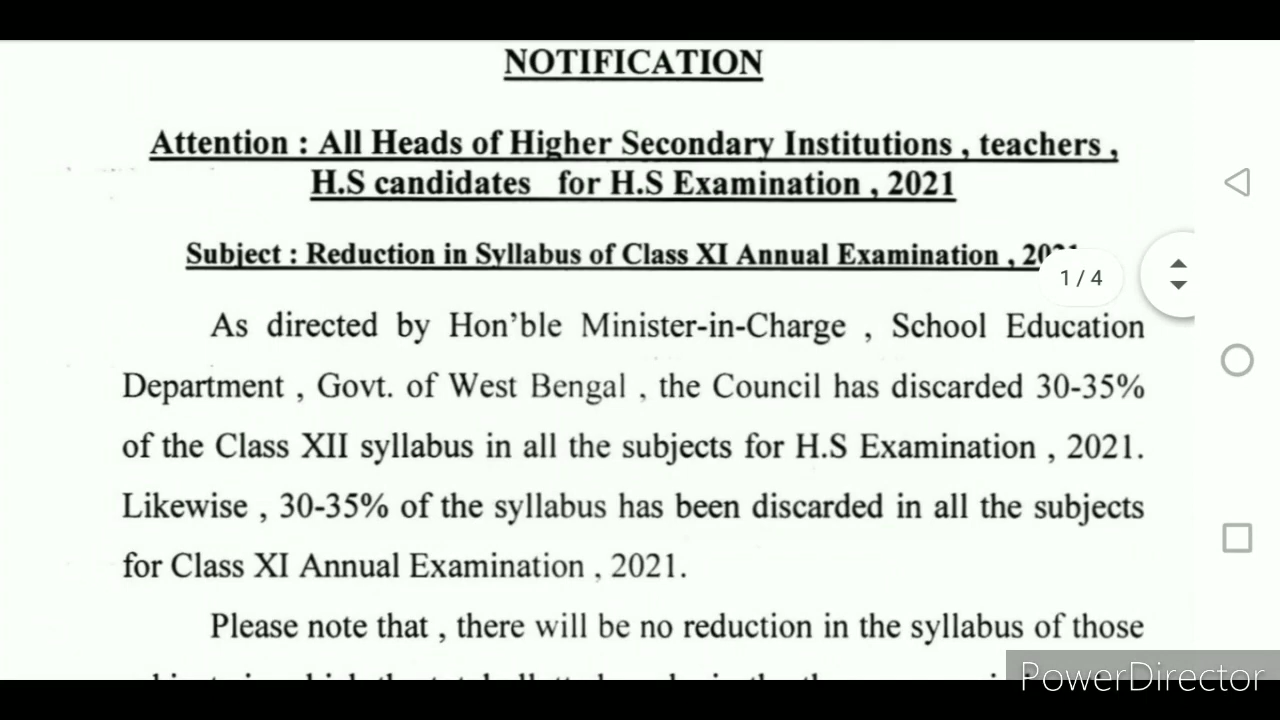 NOTIFICATION
Attention : All Heads of Higher Secondary Institutions , teachers ,
H.S candidates for H.S Examination , 2021
Subject : Reduction in Syllabus of Class XI Annual Examination ,
1 / 4
As directed by Hon'ble Minister-in-Charge , School Education
Department , Govt. of West Bengal , the Council has discarded 30-35%
of the Class XII syllabus in all the subjects for H.S Examination , 2021.
Likewise , 30-35% of the syllabus has been discarded in all the subjects
for Class XI Annual Examination , 2021.
Please note that , there will be no reduction in the syllabus of those
PowerDirector